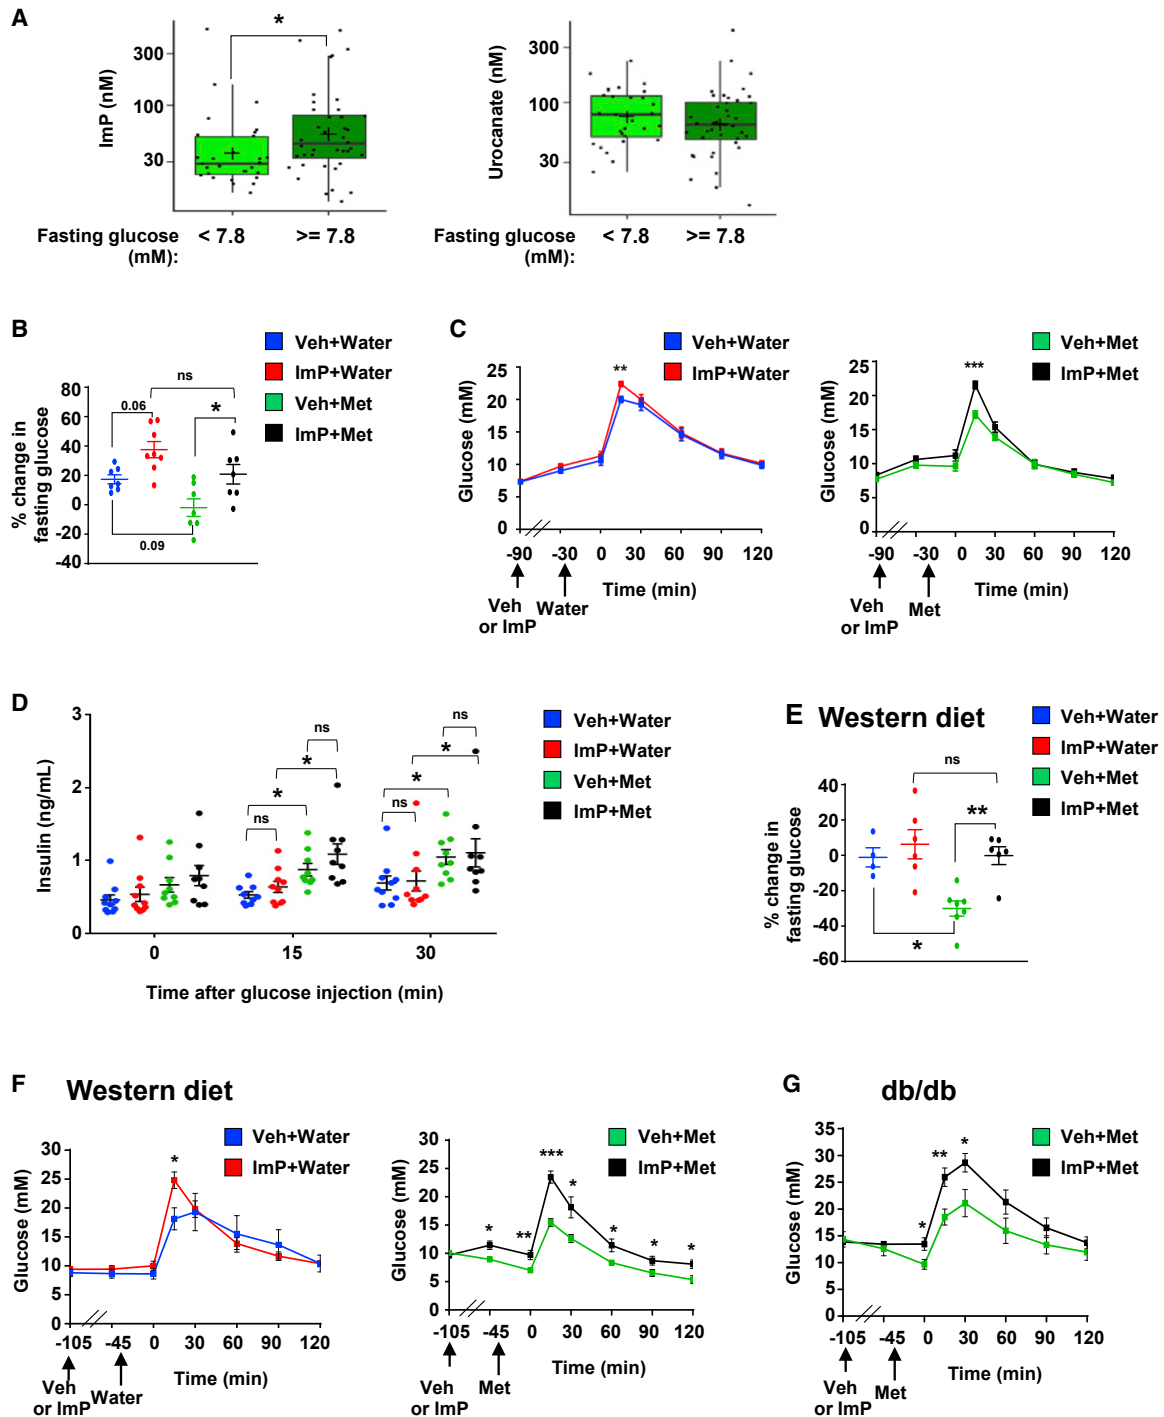 A
ImP (nM)
300
100
30
*
Fasting glucose
(mM):
< 7.8
>= 7.8
Urocanate (nM)
300
100
30
Fasting glucose
(mM):
< 7.8
>= 7.8
B
% change in
fasting glucose
80
60
40
20
0
-20
-40
0.06
ns
*
0.09
Veh+Water
ImP+Water
Veh+Met
ImP+Met
C
Veh+Water
ImP+Water
Glucose (mM)
25
20
15
10
5
0
**
-90
-30
0
30
60
90
120
Time (min)
Veh
or ImP
Water
Veh+Met
ImP+Met
Glucose (mM)
25
20
15
10
5
0
***
-90
-30
0
30
60
90
120
Time (min)
Veh
or ImP
Met
D
Insulin (ng/mL)
3
2
1
0
ns
*
*
ns
ns
*
*
ns
0
15
30
Time after glucose injection (min)
Veh+Water
ImP+Water
Veh+Met
ImP+Met
E Western diet
% change in
fasting glucose
40
20
0
-20
-40
-60
ns
**
*
Veh+Water
ImP+Water
Veh+Met
ImP+Met
F Western diet
Veh+Water
ImP+Water
Glucose (mM)
30
25
20
15
10
5
0
*
-105
-45
0
30
60
90
120
Time (min)
Veh
or ImP
Water
Veh+Met
ImP+Met
Glucose (mM)
30
25
20
15
10
5
0
*
**
***
*
*
*
*
-105
-45
0
30
60
90
120
Time (min)
Veh
or ImP
Met
G db/db
Veh+Met
ImP+Met
Glucose (mM)
35
30
25
20
15
10
5
0
*
**
*
-105
-45
0
30
60
90
120
Time (min)
Veh
or ImP
Met